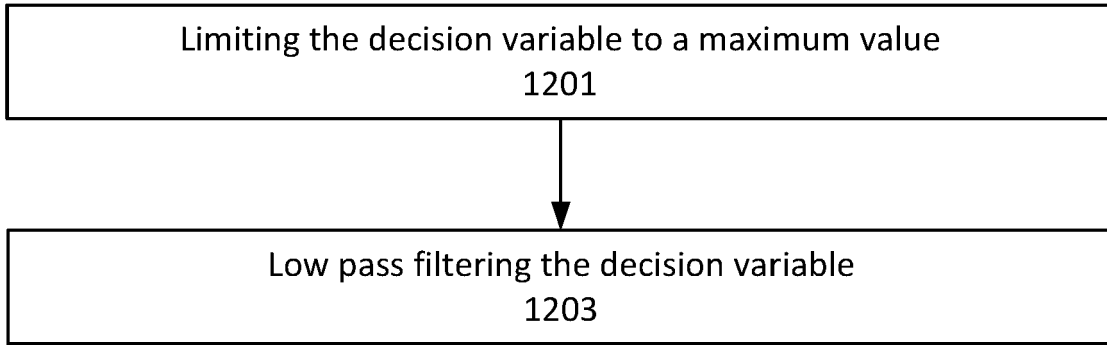 Limiting the decision variable to a maximum value
1201
Low pass filtering the decision variable
1203